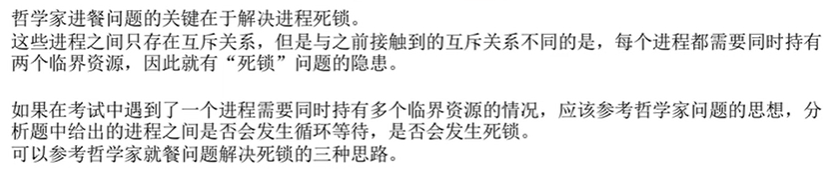 哲学家进餐问题的关键在于解决进程死锁。
这些进程之间只存在互斥关系，但是与之前接触到的互斥关系不同的是，每个进程都需要同时持有
两个临界资源，因此就有“死锁”问题的隐患。
如果在考试中遇到了一个进程需要同时持有多个临界资源的情况，应该参考哲学家问题的思想，分
析题中给出的进程之间是否会发生循环等待，是否会发生死锁。
可以参考哲学家就餐问题解决死锁的三种思路。